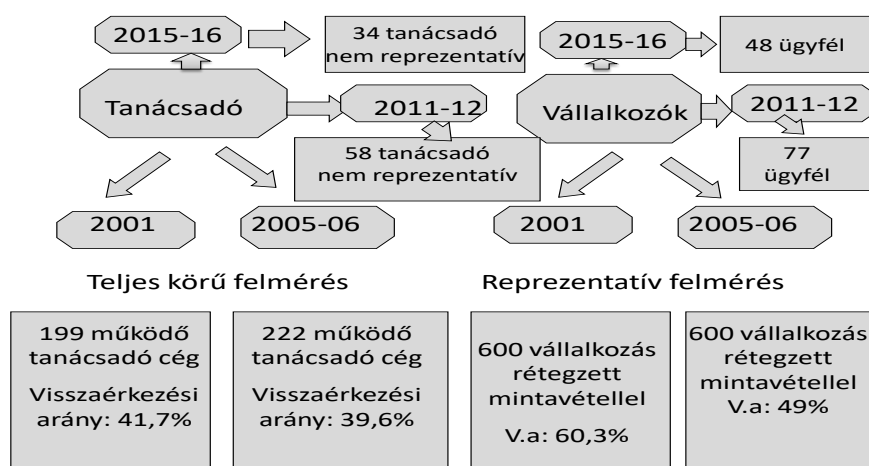 2015-16
34 tanácsadó
nem reprezentatív
Tanácsadó
2011-12
58 tanácsadó
nem reprezentatív
2001
2005-06
2015-16
48 ügyfél
Vállalkozók
2011-12
77
ügyfél
2001
2005-06
Teljes körű felmérés
Reprezentatív felmérés
199 működő
tanácsadó cég
Visszaérkezési
arány: 41,7%
222 működő
tanácsadó cég
Visszaérkezési
arány: 39,6%
600 vállalkozás
rétegzett
mintavétellel
V.a: 60,3%
600 vállalkozás
rétegzett
mintavétellel
V.a: 49%